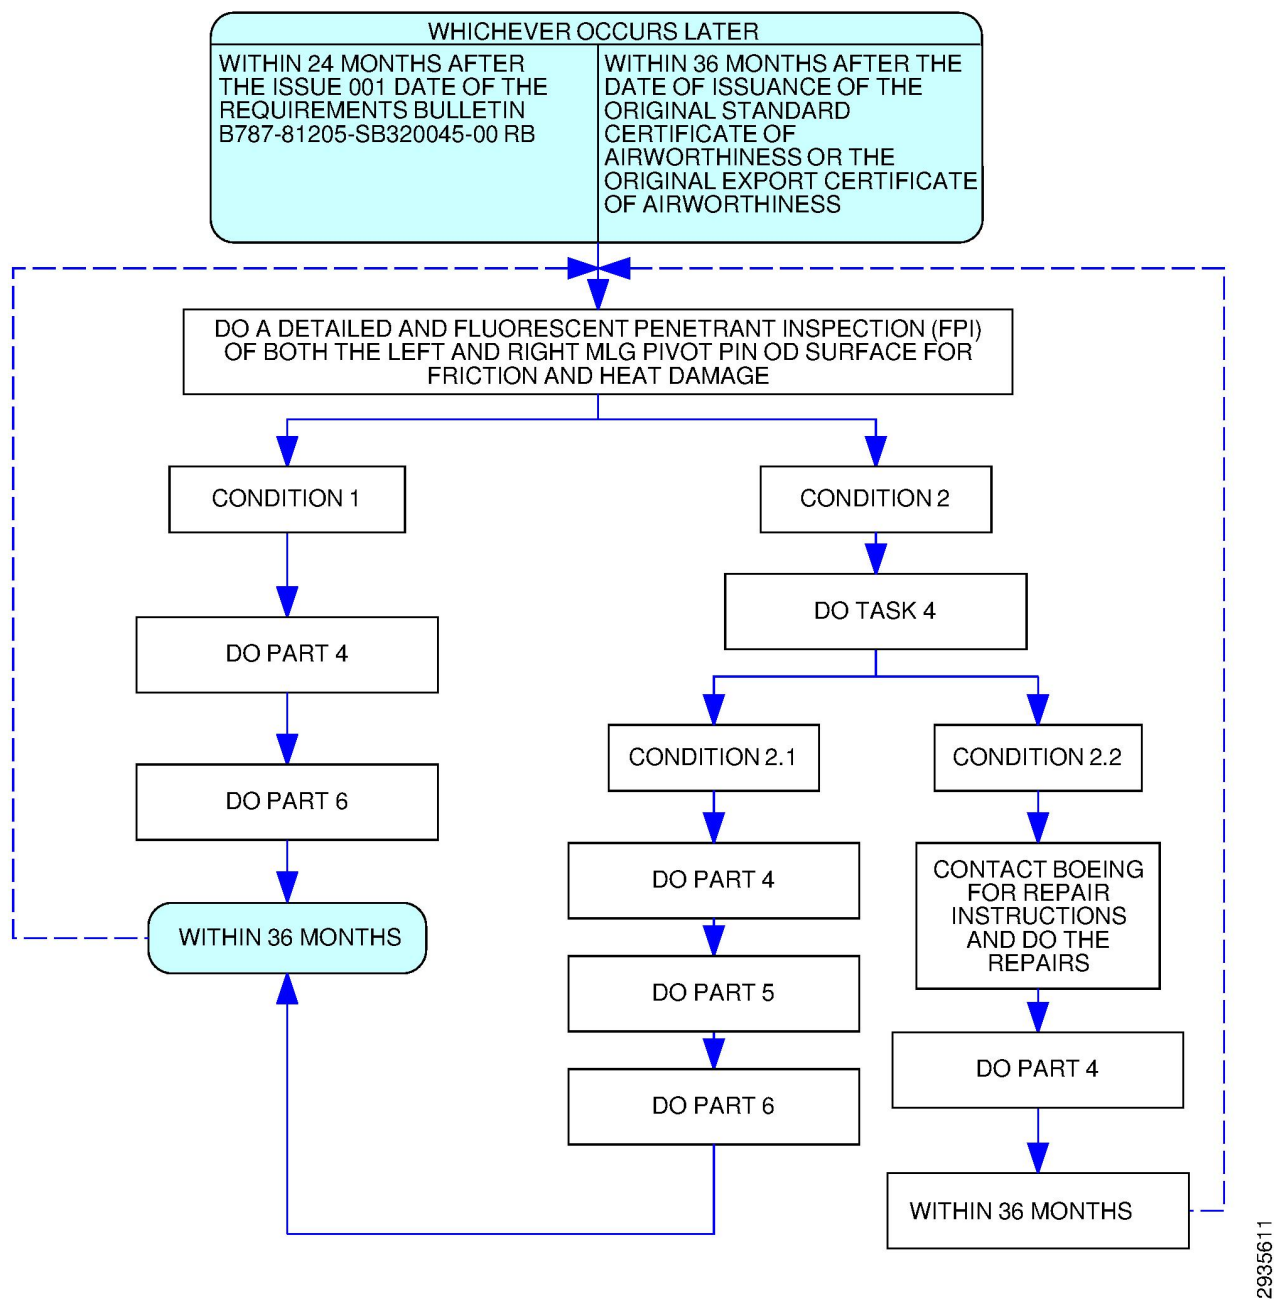 WHICHEVER OCCURS LATER
WITHIN 24 MONTHS AFTER
THE ISSUE 001 DATE OF THE
REQUIREMENTS BULLETIN
B787-81205-SB320045-00 RB
WITHIN 36 MONTHS AFTER THE
DATE OF ISSUANCE OF THE
ORIGINAL STANDARD
CERTIFICATE OF
AIRWORTHINESS OR THE
ORIGINAL EXPORT CERTIFICATE
OF AIRWORTHINESS
DO A DETAILED AND FLUORESCENT PENETRANT INSPECTION (FPI)
OF BOTH THE LEFT AND RIGHT MLG PIVOT PIN OD SURFACE FOR
FRICTION AND HEAT DAMAGE
CONDITION 1
DO PART 4
DO PART 6
WITHIN 36 MONTHS
CONDITION 2
DO TASK 4
CONDITION 2.1
DO PART 4
DO PART 5
DO PART 6
CONDITION 2.2
CONTACT BOEING
FOR REPAIR
INSTRUCTIONS
AND DO THE
REPAIRS
DO PART 4
WITHIN 36 MONTHS
2935611